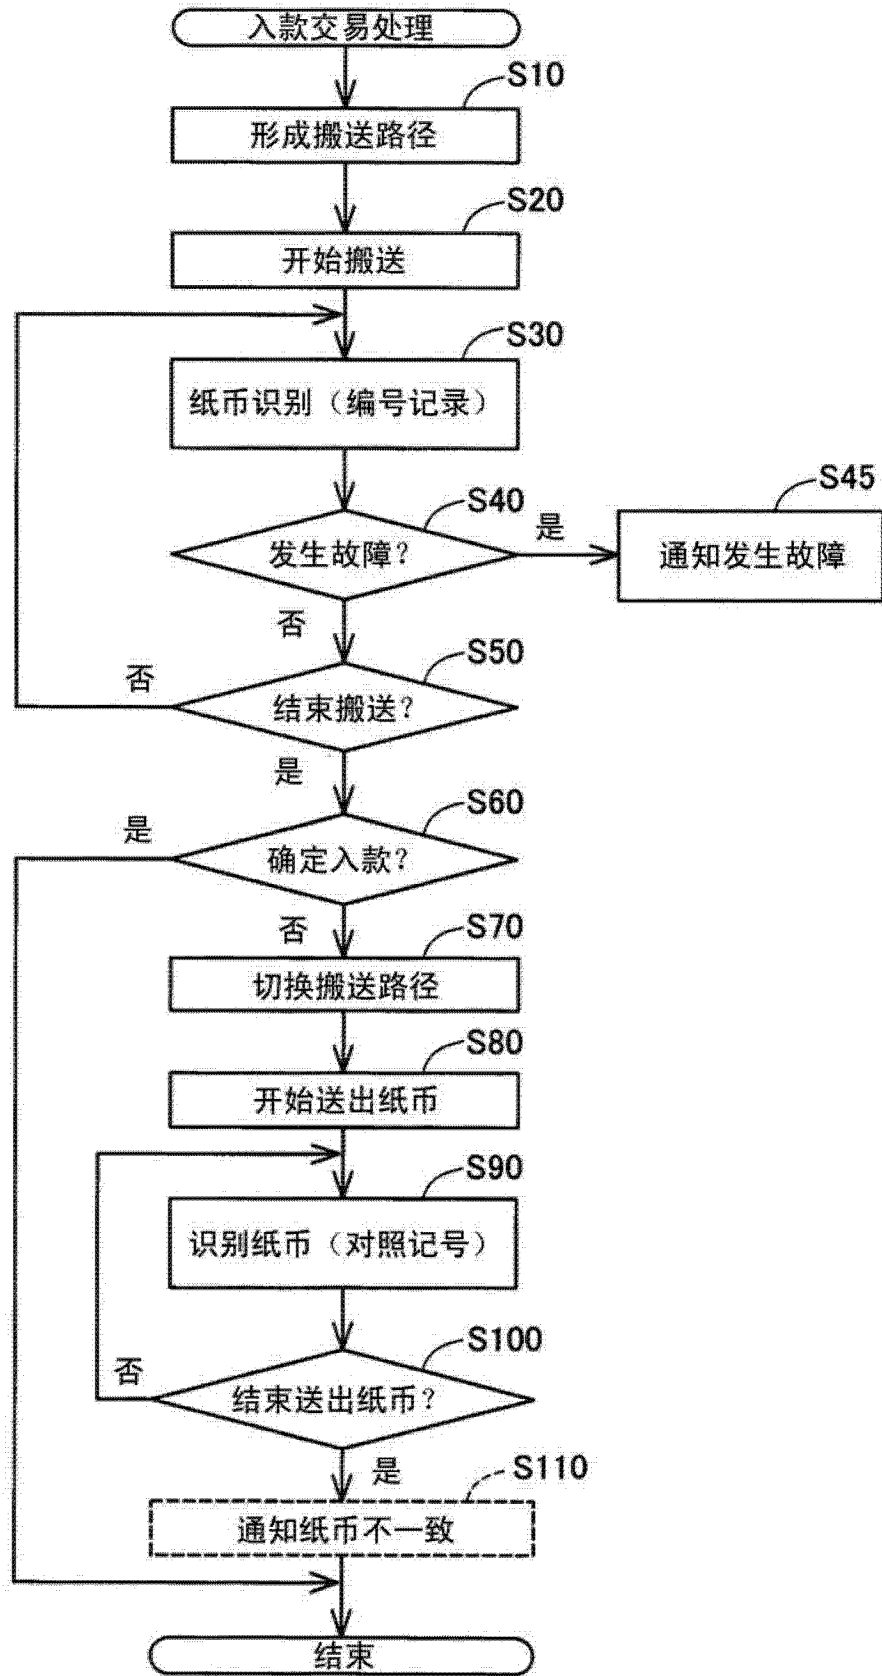 入款交易处理
S10
形成搬送路径
S20
开始搬送
S30
纸币识别（编号记录）
S40
发生故障？
是
S45
通知发生故障
否
S50
结束搬送？
否
是
S60
确定入款？
是
否
S70
切换搬送路径
S80
开始送出纸币
S90
识别纸币（对照记号）
S100
结束送出纸币？
否
是
S110
通知纸币不一致
结束